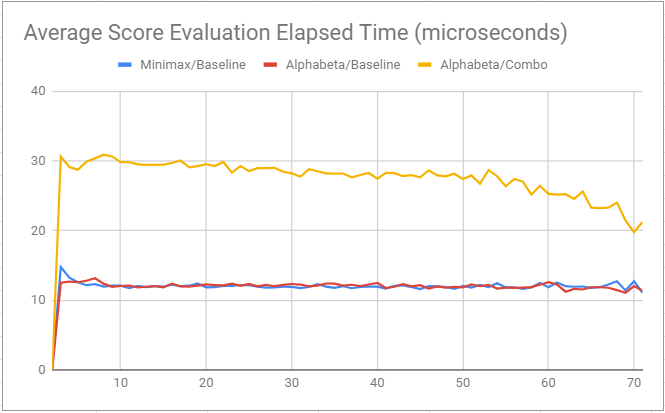 Average Score Evaluation Elapsed Time (microseconds)
Minimax/Baseline Alphabeta/Baseline Alphabeta/Combo
40
30
20
10
0
10 20 30 40 50 60 70